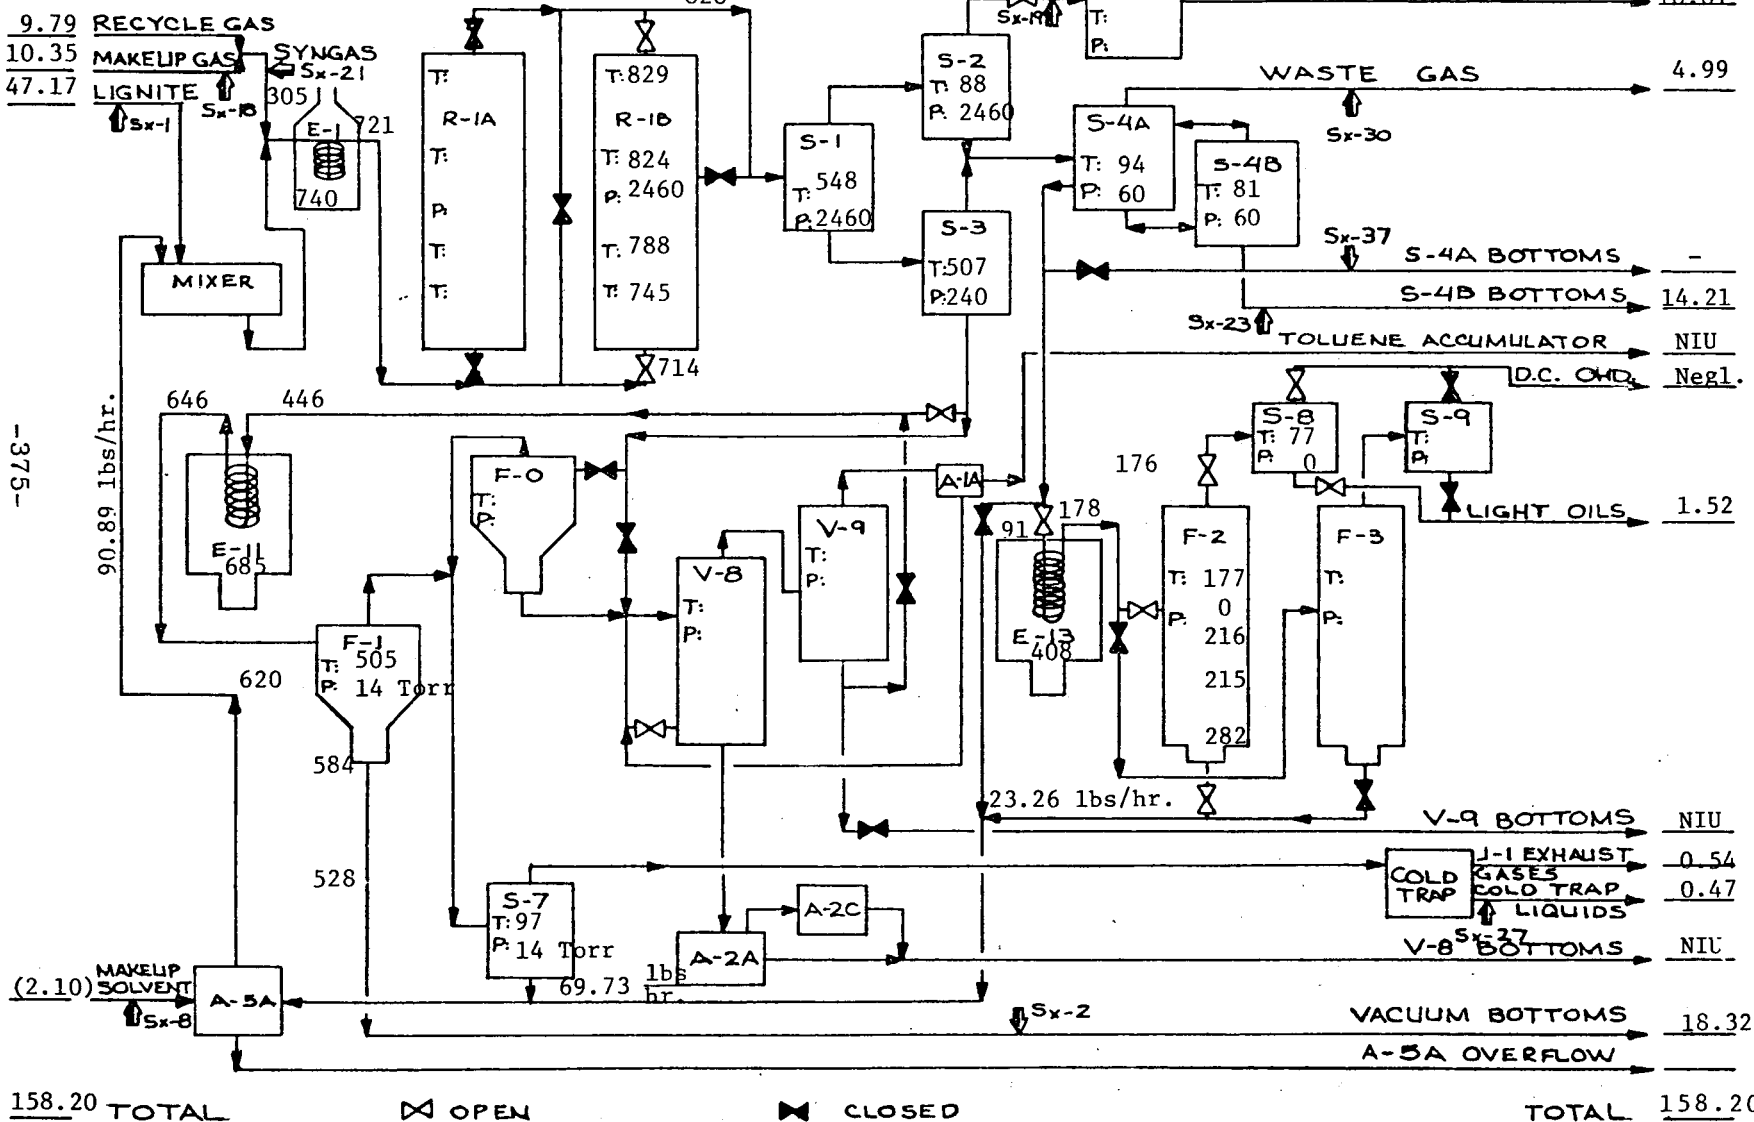 9.79 RECYCLE GAS
10.35 MAKEUP GAS
47.17 LIGNITE
SYNGAS
Sx-21
Sx-18
Sx-1
305
E-1
721
740
MIXER
R-1A
T:
T:
P:
T:
T:
R-1B
T: 829
T: 824
P: 2460
T: 788
T: 745
714
S-1
T: 548
P: 2460
S-2
T: 88
P: 2460
S-3
T: 507
P: 240
Sx-19
T:
P:
WASTE GAS 4.99
Sx-30
S-4A
T: 94
P: 60
S-4B
T: 81
P: 60
Sx-37
S-4A BOTTOMS -
S-4B BOTTOMS 14.21
Sx-23
TOLUENE ACCUMULATOR NIU
D.C. OHD. Negl.
-375-
90.89 lbs/hr.
646
446
E-11
685
F-0
T:
P:
F-1
T: 505
P: 14 Torr
620
584
528
V-8
T:
P:
V-9
T:
P:
A-1A
91
178
176
E-13
408
F-2
T: 177
P: 0
216
215
282
S-8
T: 77
P: 0
S-9
T:
P:
LIGHT OILS 1.52
F-3
T:
P:
23.26 lbs/hr.
V-9 BOTTOMS NIU
COLD TRAP
J-1 EXHAUST GASES 0.54
COLD TRAP LIQUIDS 0.47
Sx-27
V-8 BOTTOMS NIU
S-7
T: 97
P: 14 Torr
A-2C
A-2A
69.73 lbs hr.
(2.10) MAKEUP SOLVENT
Sx-8
A-5A
Sx-2
VACUUM BOTTOMS 18.32
A-5A OVERFLOW
158.20 TOTAL
OPEN
CLOSED
TOTAL 158.20